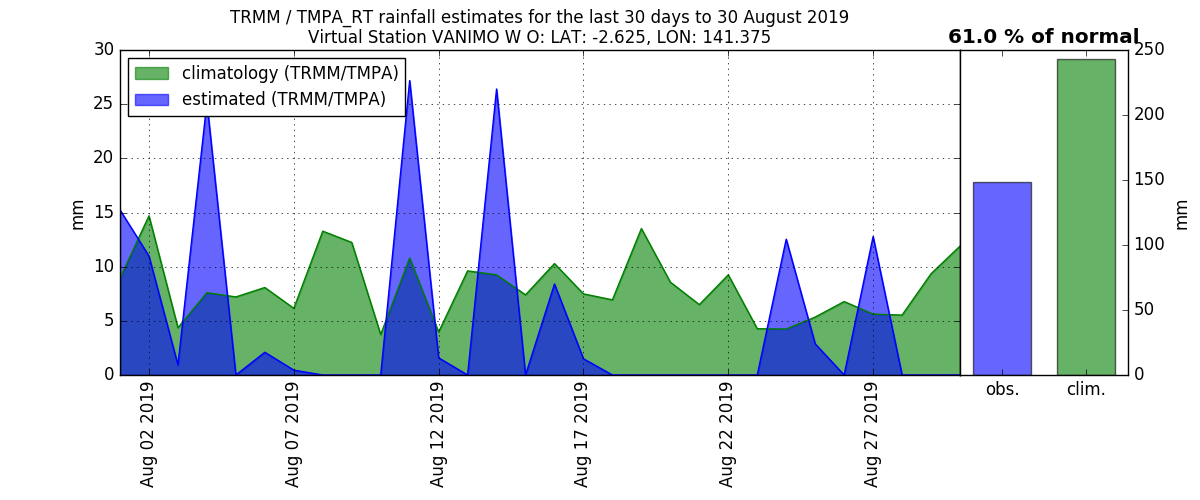 TRMM / TMPA_RT rainfall estimates for the last 30 days to 30 August 2019
Virtual Station VANIMO W O: LAT: -2.625, LON: 141.375
61.0 % of normal
climatology (TRMM/TMPA)
estimated (TRMM/TMPA)
30
25
20
15
10
5
0
mm
Aug 02 2019
Aug 07 2019
Aug 12 2019
Aug 17 2019
Aug 22 2019
Aug 27 2019
250
200
150
100
50
0
mm
obs.
clim.